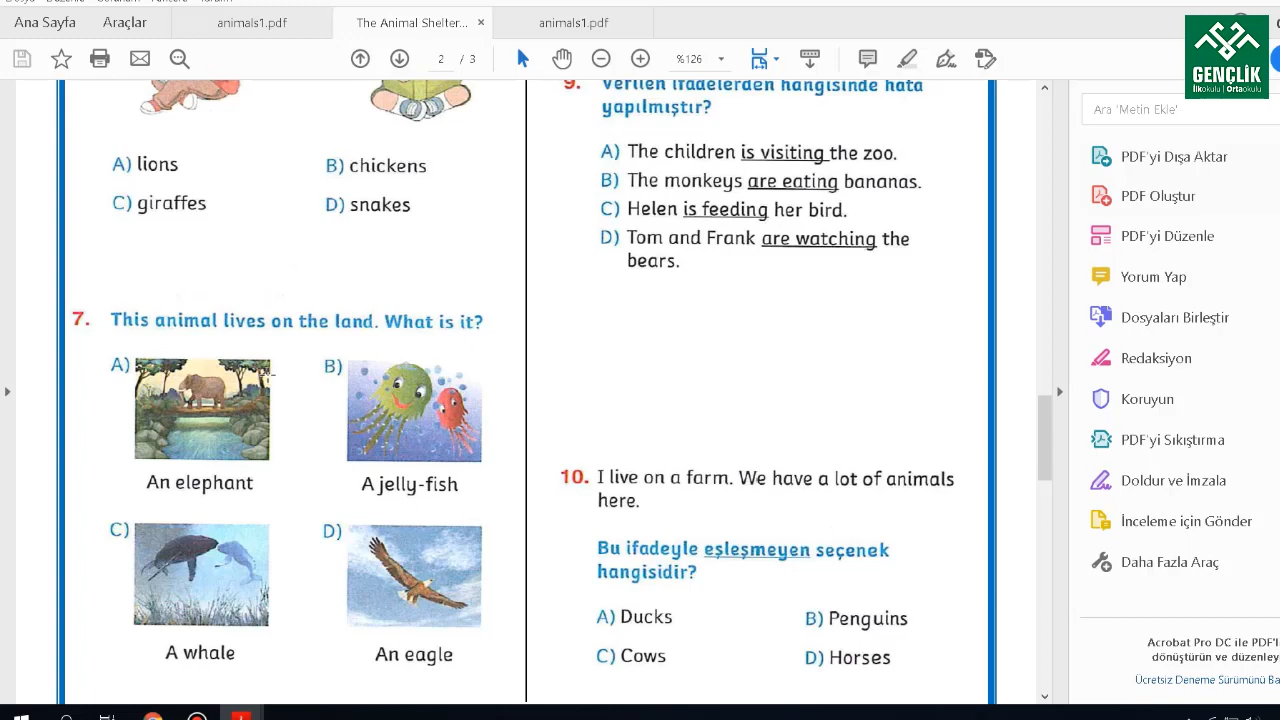 Ana Sayfa
Araçlar
animals1.pdf
The Animal Shelter...
×
animals1.pdf
2 / 3
%126
GENÇLİK
İlkokulu | Ortaokulu
A) lions
B) chickens
C) giraffes
D) snakes
7. This animal lives on the land. What is it?
A)
B)
An elephant
A jelly-fish
C)
D)
A whale
An eagle
9. Verilen ifadelerden hangisinde hata
yapılmıştır?
A) The children is visiting the zoo.
B) The monkeys are eating bananas.
C) Helen is feeding her bird.
D) Tom and Frank are watching the
bears.
10. I live on a farm. We have a lot of animals
here.
Bu ifadeyle eşleşmeyen seçenek
hangisidir?
A) Ducks
B) Penguins
C) Cows
D) Horses
Ara 'Metin Ekle'
PDF'yi Dışa Aktar
PDF Oluştur
PDF'yi Düzenle
Yorum Yap
Dosyaları Birleştir
Redaksiyon
Koruyun
PDF'yi Sıkıştırma
Doldur ve İmzala
İnceleme için Gönder
Daha Fazla Araç
Acrobat Pro DC ile PDF'l
dönüştürün ve düzenley
Ücretsiz Deneme Sürümünü Ba